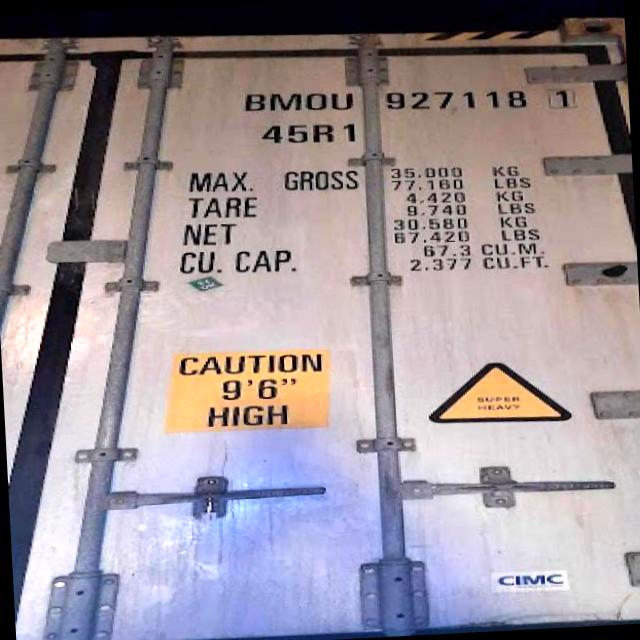 BMOU 927118 1
45R1
MAX. GROSS 35.000 KG
77.160 LBS
TARE 4.420 KG
9.740 LBS
NET 30.580 KG
67.420 LBS
CU. CAP. 67.3 CU.M.
2.377 CU.FT.
CAUTION
9'6"
HIGH
SUPER
HEAVY
CIMC